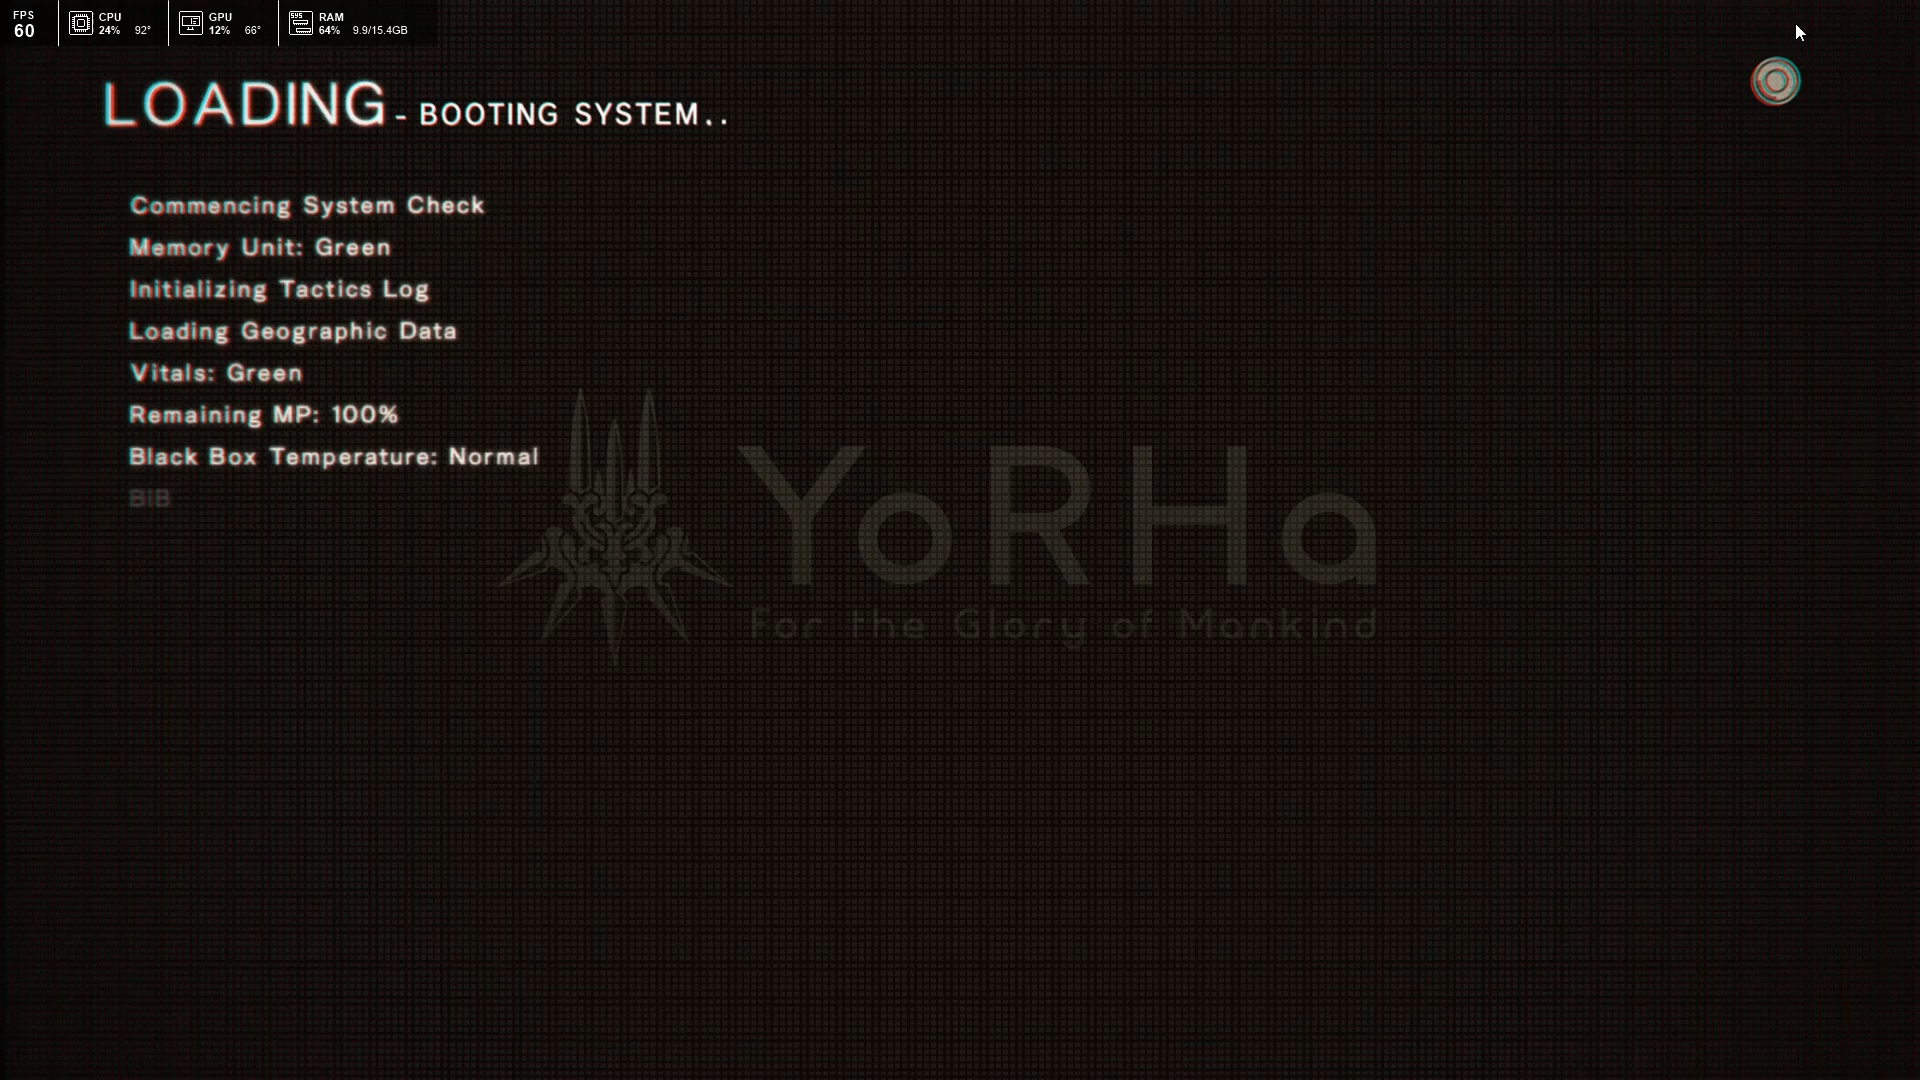 FPS
60
CPU
24% 92°
GPU
12% 66°
SYS
RAM
64% 9.9/15.4GB
LOADING - BOOTING SYSTEM..
Commencing System Check
Memory Unit: Green
Initializing Tactics Log
Loading Geographic Data
Vitals: Green
Remaining MP: 100%
Black Box Temperature: Normal
BIB
YoRHa
For the Glory of Mankind